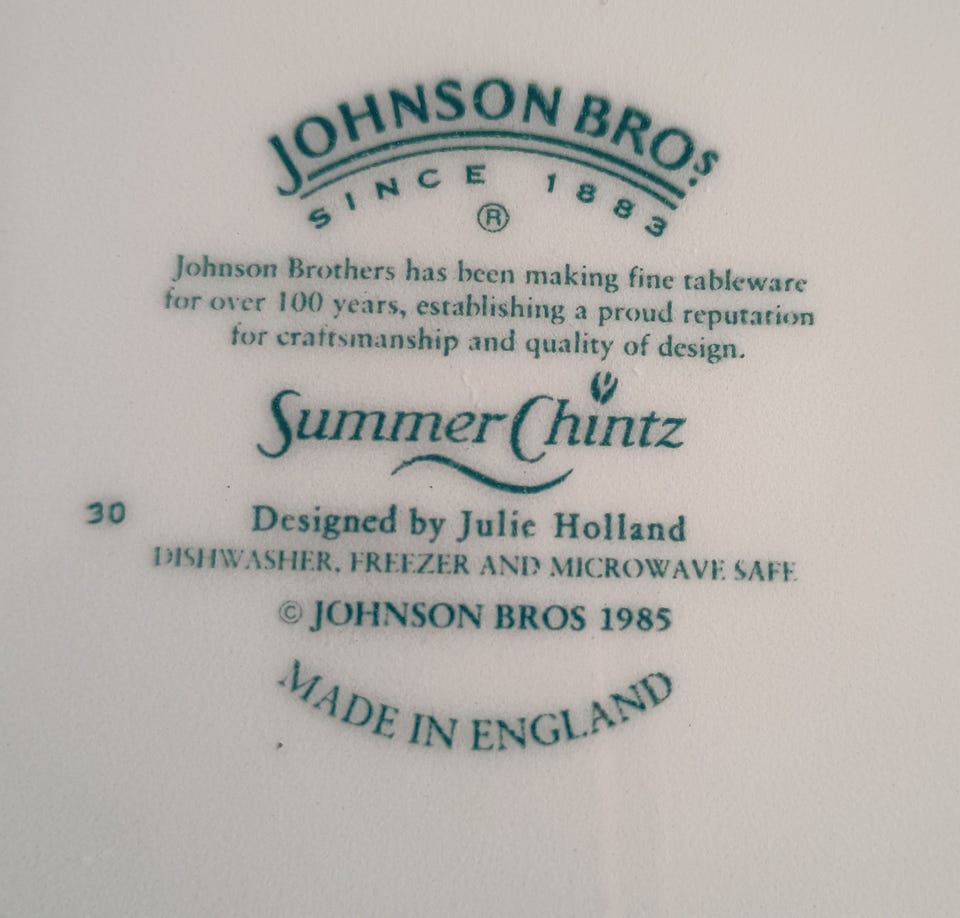 JOHNSON BROS.
SINCE 1883
®
Johnson Brothers has been making fine tableware
for over 100 years, establishing a proud reputation
for craftsmanship and quality of design.
Summer Chintz
30
Designed by Julie Holland
DISHWASHER, FREEZER AND MICROWAVE SAFE
© JOHNSON BROS 1985
MADE IN ENGLAND